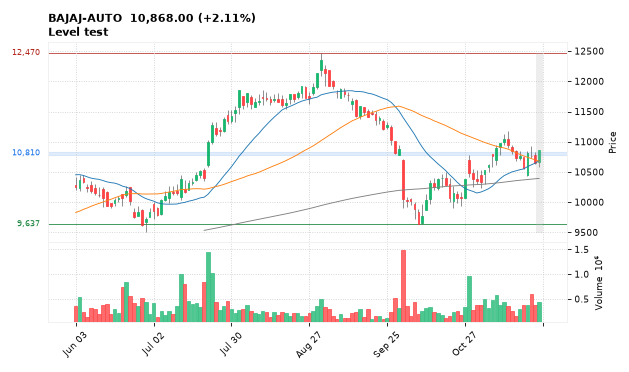 BAJAJ-AUTO 10,868.00 (+2.11%)
Level test
12,470
10,810
9,637
12500
12000
11500
11000
10500
10000
9500
Price
1.5
1.0
0.5
Volume 10⁶
Jun 03
Jul 02
Jul 30
Aug 27
Sep 25
Oct 27